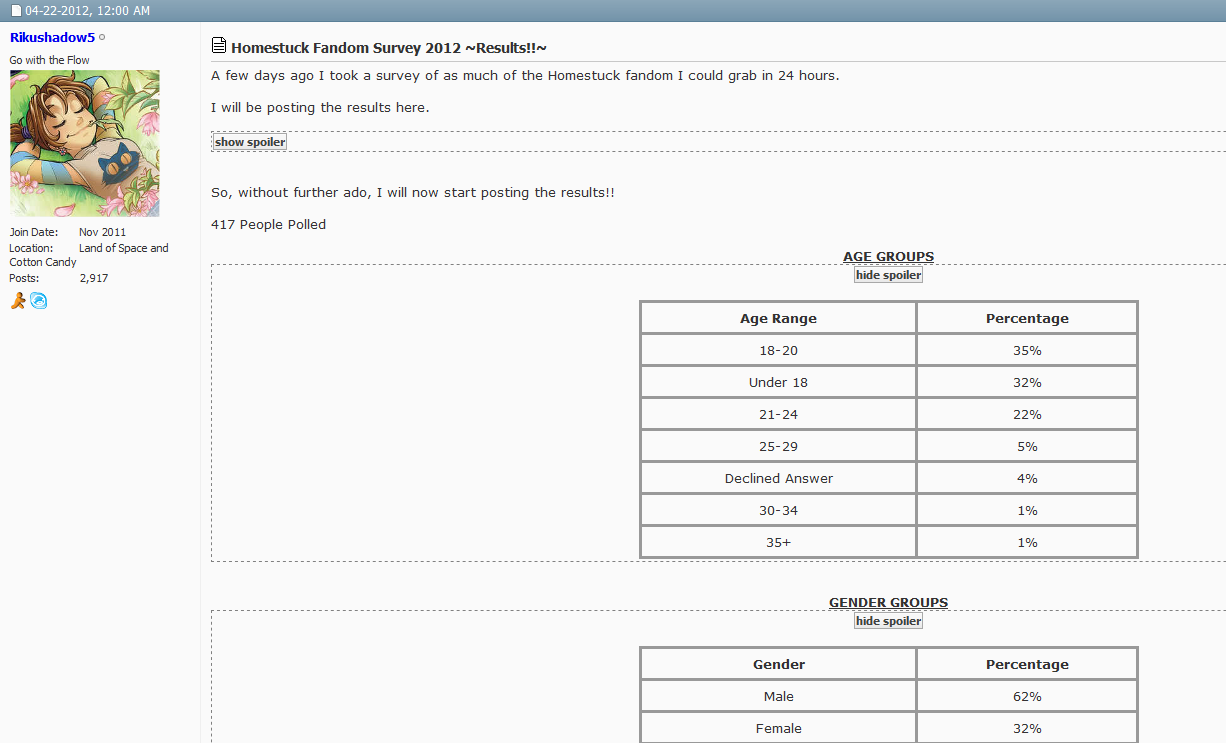 04-22-2012, 12:00 AM
Rikushadow5
Go with the Flow
Join Date: Nov 2011
Location: Land of Space and
Cotton Candy
Posts: 2,917
Homestuck Fandom Survey 2012 ~Results!!~
A few days ago I took a survey of as much of the Homestuck fandom I could grab in 24 hours.
I will be posting the results here.
show spoiler
So, without further ado, I will now start posting the results!!
417 People Polled
AGE GROUPS
hide spoiler
Age Range Percentage
18-20 35%
Under 18 32%
21-24 22%
25-29 5%
Declined Answer 4%
30-34 1%
35+ 1%
GENDER GROUPS
hide spoiler
Gender Percentage
Male 62%
Female 32%